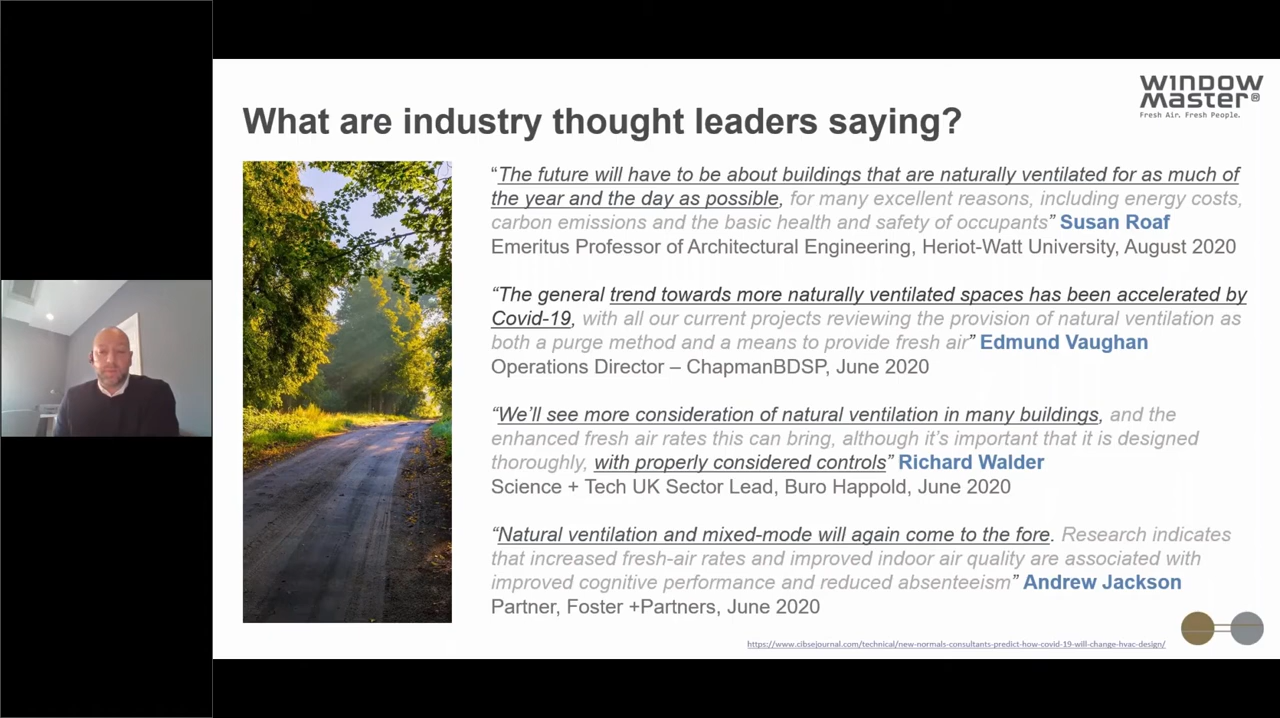 WINDOW
MASTER®
Fresh Air. Fresh People.
What are industry thought leaders saying?
“The future will have to be about buildings that are naturally ventilated for as much of
the year and the day as possible, for many excellent reasons, including energy costs,
carbon emissions and the basic health and safety of occupants” Susan Roaf
Emeritus Professor of Architectural Engineering, Heriot-Watt University, August 2020
“The general trend towards more naturally ventilated spaces has been accelerated by
Covid-19, with all our current projects reviewing the provision of natural ventilation as
both a purge method and a means to provide fresh air” Edmund Vaughan
Operations Director – ChapmanBDSP, June 2020
“We’ll see more consideration of natural ventilation in many buildings, and the
enhanced fresh air rates this can bring, although it’s important that it is designed
thoroughly, with properly considered controls” Richard Walder
Science + Tech UK Sector Lead, Buro Happold, June 2020
“Natural ventilation and mixed-mode will again come to the fore. Research indicates
that increased fresh-air rates and improved indoor air quality are associated with
improved cognitive performance and reduced absenteeism” Andrew Jackson
Partner, Foster +Partners, June 2020
https://www.cibsejournal.com/technical/new-normals-consultants-predict-how-covid-19-will-change-hvac-design/